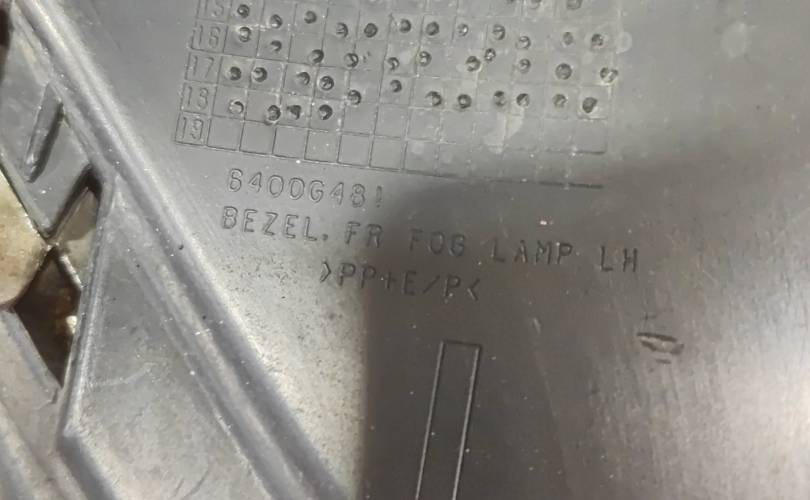 15
16
17
18
19
6400G481
BEZEL. FR FOG LAMP LH
>PP+E/P<